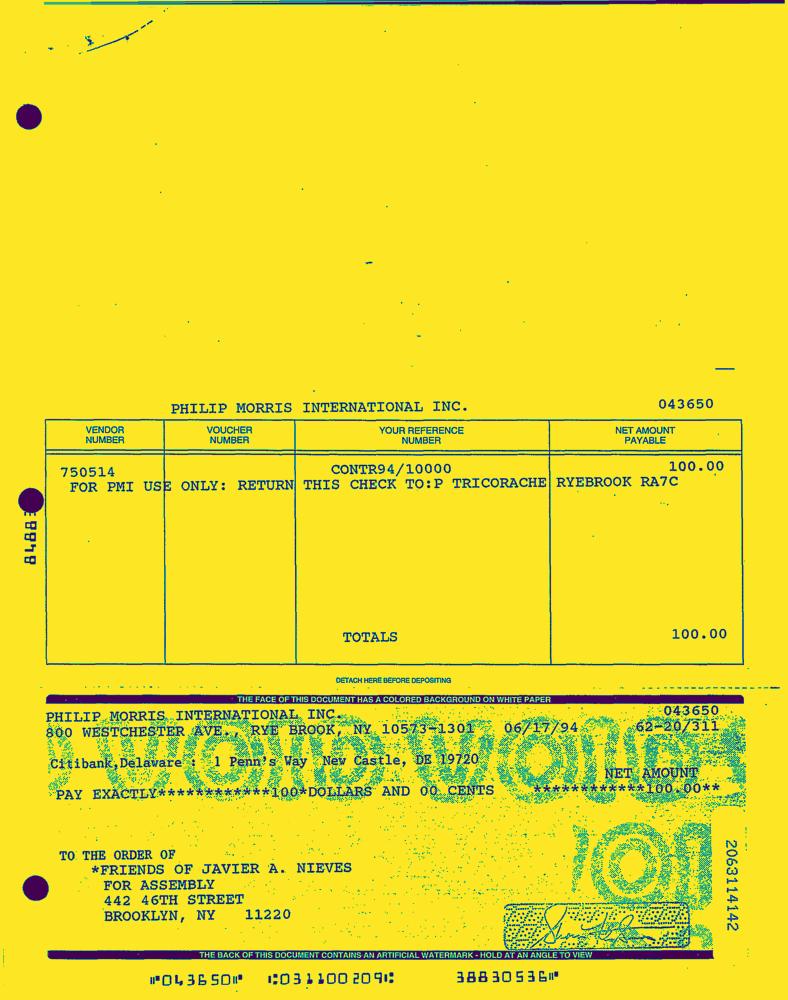 PHILIP MORRIS INTERNATIONAL INC. 043650
VENDOR NUMBER VOUCHER NUMBER YOUR REFERENCE NUMBER NET AMOUNT PAYABLE
750514 CONTR94/10000 100.00
FOR PMI USE ONLY: RETURN THIS CHECK TO:P TRICORACHE RYEBROOK RA7C
8488
TOTALS 100.00
DETACH HERE BEFORE DEPOSITING
THE FACE OF THIS DOCUMENT HAS A COLORED BACKGROUND ON WHITE PAPER
PHILIP MORRIS INTERNATIONAL INC. 043650
800 WESTCHESTER AVE., RYE BROOK, NY 10573-1301 06/17/94 62-20/311
Citibank,Delaware : 1 Penn's Way New Castle, DE 19720
NET AMOUNT
PAY EXACTLY************100*DOLLARS AND 00 CENTS ************100.00**
VOID VOID
TO THE ORDER OF
*FRIENDS OF JAVIER A. NIEVES
FOR ASSEMBLY
442 46TH STREET
BROOKLYN, NY 11220
2063114142
THE BACK OF THIS DOCUMENT CONTAINS AN ARTIFICIAL WATERMARK - HOLD AT AN ANGLE TO VIEW
⑈043650⑈ ⑆031100209⑆ 38830536⑈